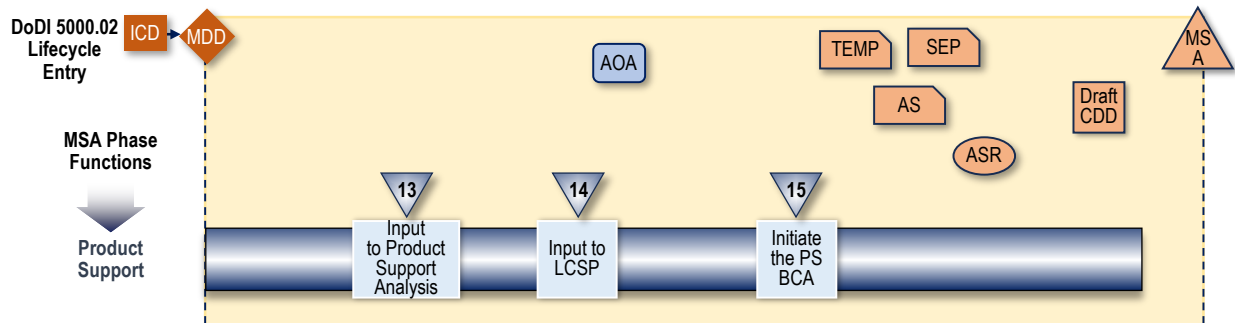 DoDI 5000.02
Lifecycle
Entry
ICD
MDD
AOA
TEMP
SEP
AS
ASR
Draft
CDD
MS
A
MSA Phase
Functions
Product
Support
13
Input
to Product
Support
Analysis
14
Input to
LCSP
15
Initiate
the PS
BCA